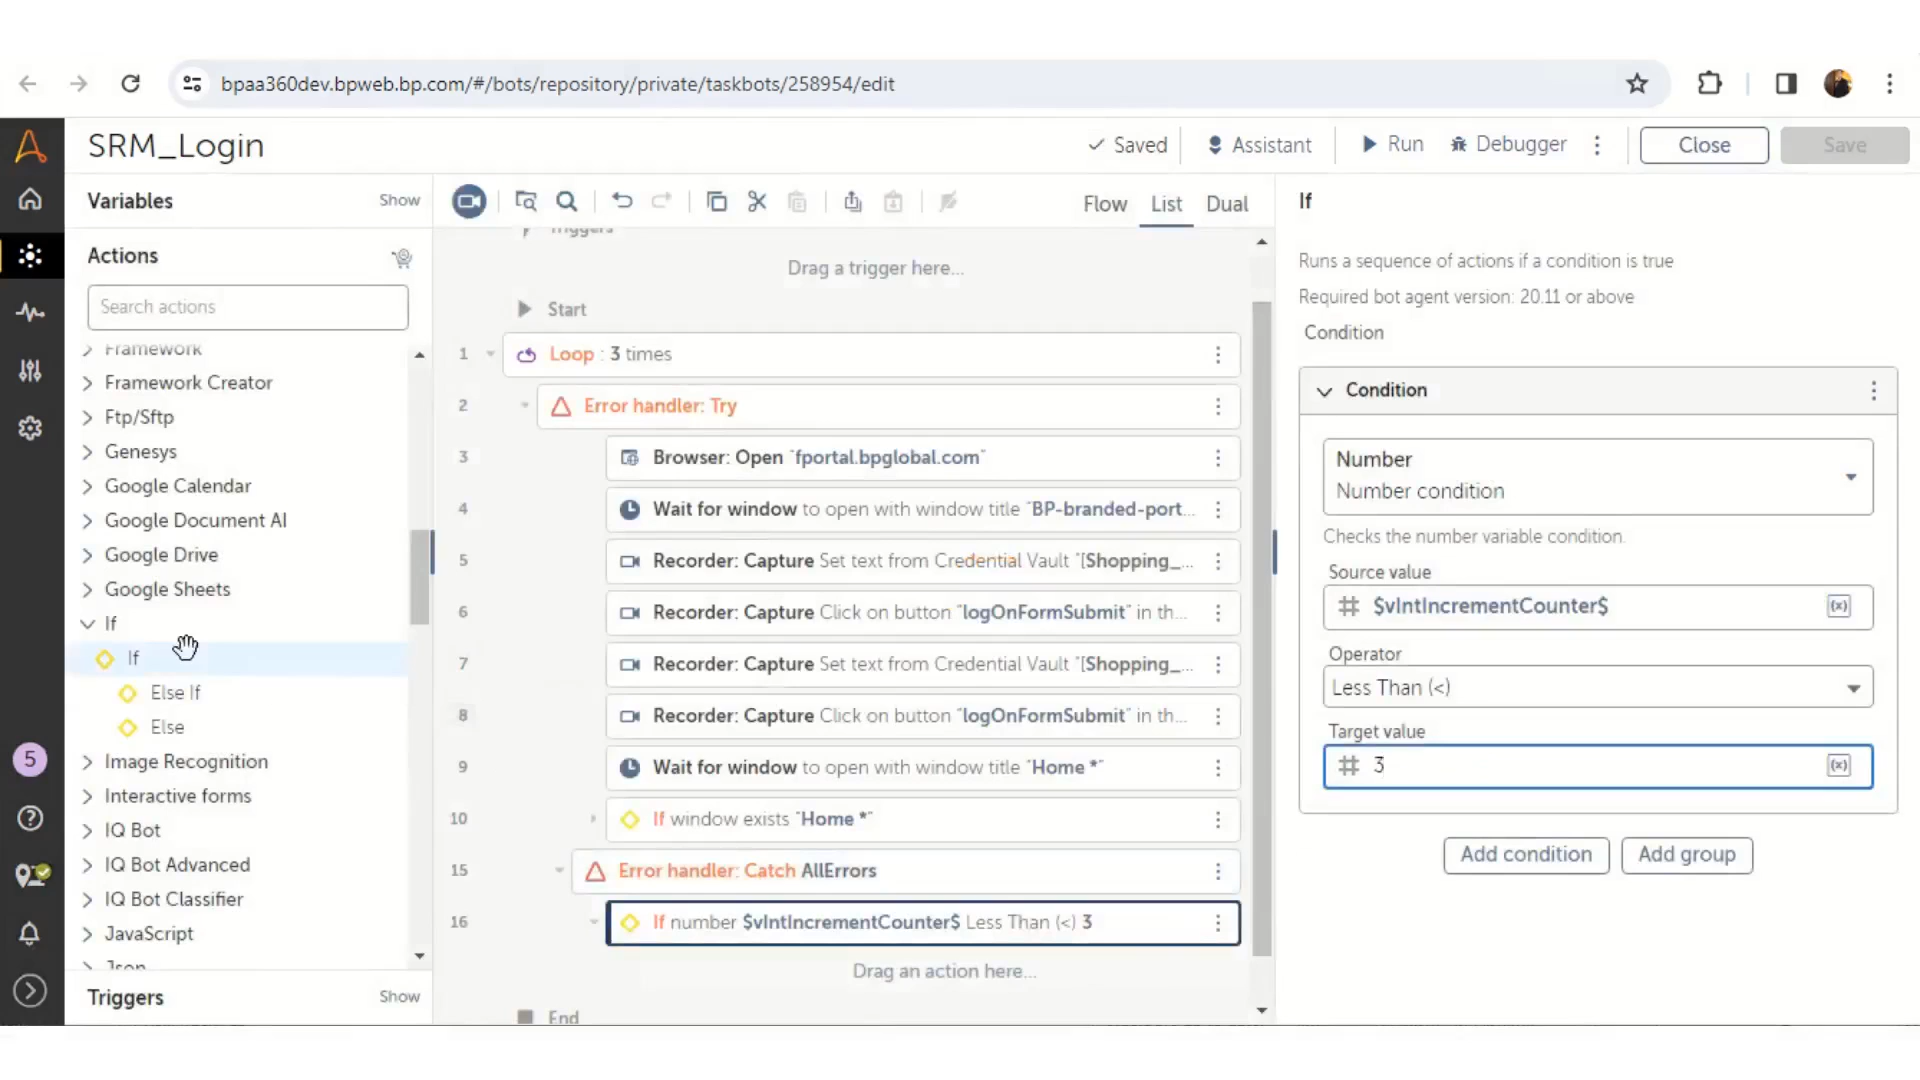 bpaa360dev.bpweb.bp.com/#/bots/repository/private/taskbots/258954/edit
SRM_Login
Saved
Assistant
Run
Debugger
Close
Save
Variables
Show
Actions
Search actions
Framework
Framework Creator
Ftp/Sftp
Genesys
Google Calendar
Google Document AI
Google Drive
Google Sheets
If
If
Else If
Else
Image Recognition
Interactive forms
IQ Bot
IQ Bot Advanced
IQ Bot Classifier
JavaScript
Json
Triggers
Show
5
Flow
List
Dual
Triggers
Drag a trigger here...
Start
1 Loop : 3 times
2 Error handler: Try
3 Browser: Open "fportal.bpglobal.com"
4 Wait for window to open with window title "BP-branded-port...
5 Recorder: Capture Set text from Credential Vault "[Shopping_...
6 Recorder: Capture Click on button "logOnFormSubmit" in th...
7 Recorder: Capture Set text from Credential Vault "[Shopping_...
8 Recorder: Capture Click on button "logOnFormSubmit" in th...
9 Wait for window to open with window title "Home *"
10 If window exists "Home *"
15 Error handler: Catch AllErrors
16 If number $vIntIncrementCounter$ Less Than (<) 3
Drag an action here...
End
If
Runs a sequence of actions if a condition is true
Required bot agent version: 20.11 or above
Condition
Condition
Number
Number condition
Checks the number variable condition.
Source value
# $vIntIncrementCounter$ (x)
Operator
Less Than (<)
Target value
# 3 (x)
Add condition
Add group